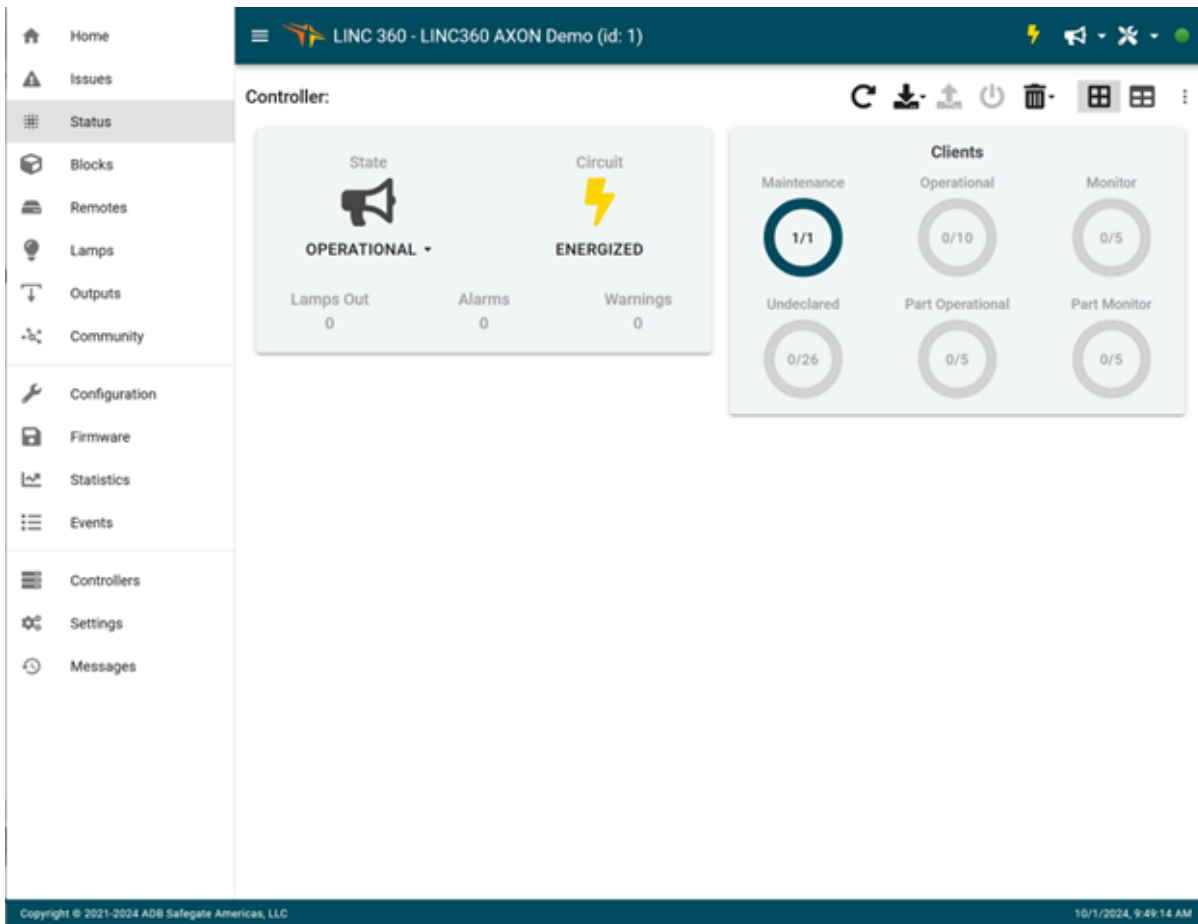 Home
Issues
Status
Blocks
Remotes
Lamps
Outputs
Community
Configuration
Firmware
Statistics
Events
Controllers
Settings
Messages
LINC 360 - LINC360 AXON Demo (id: 1)
Controller:
State
Circuit
OPERATIONAL
ENERGIZED
Lamps Out
Alarms
Warnings
0
0
0
Clients
Maintenance
Operational
Monitor
1/1
0/10
0/5
Undeclared
Part Operational
Part Monitor
0/26
0/5
0/5
Copyright © 2021-2024 ADB Safegate Americas, LLC
10/1/2024, 9:49:14 AM